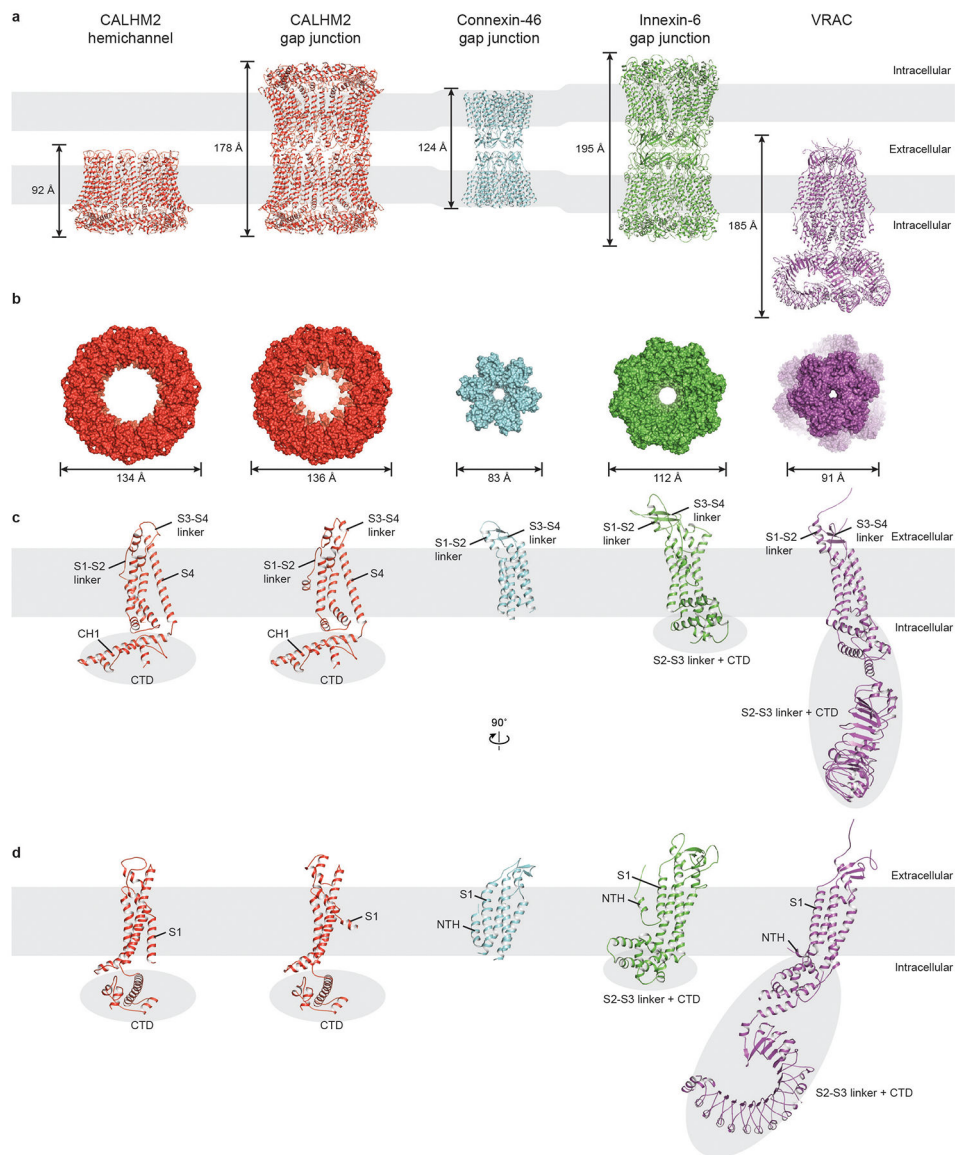 a
CALHM2
hemichannel
CALHM2
gap junction
Connexin-46
gap junction
Innexin-6
gap junction
VRAC
Intracellular
Extracellular
Intracellular
92 Å
178 Å
124 Å
195 Å
185 Å
b
134 Å
136 Å
83 Å
112 Å
91 Å
c
S3-S4
linker
S1-S2
linker
S4
CH1
CTD
S3-S4
linker
S1-S2
linker
S4
CH1
CTD
S3-S4
linker
S1-S2
linker
S3-S4
linker
S1-S2
linker
S2-S3 linker + CTD
S1-S2
linker
S3-S4
linker
Extracellular
Intracellular
S2-S3 linker + CTD
90°
d
S1
CTD
S1
CTD
S1
NTH
S1
NTH
S2-S3 linker + CTD
S1
NTH
Extracellular
Intracellular
S2-S3 linker + CTD